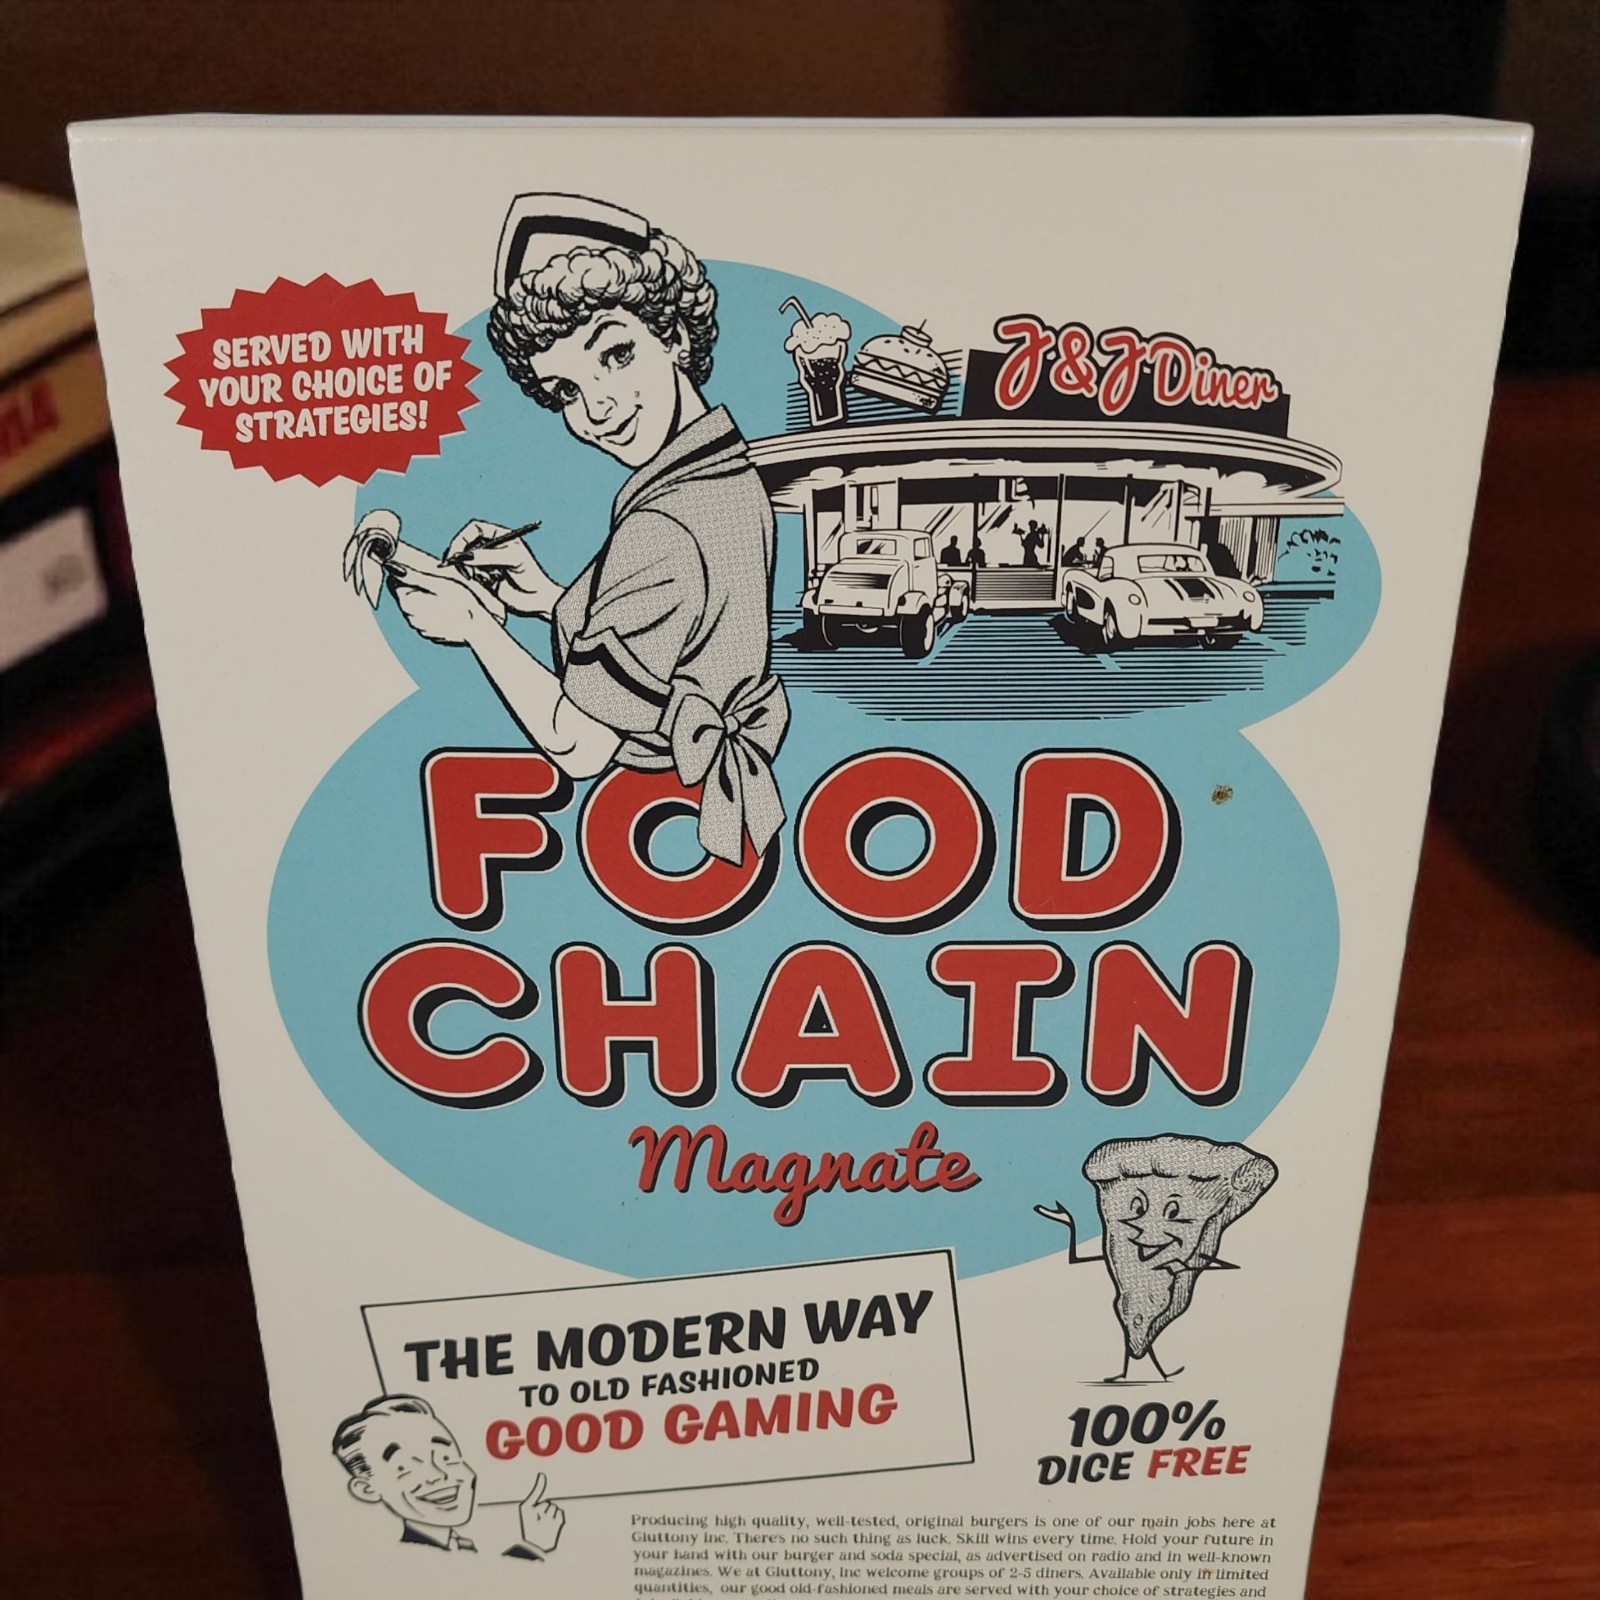 SERVED WITH
YOUR CHOICE OF
STRATEGIES!
J & J Diner
FOOD
CHAIN
Magnate
THE MODERN WAY
TO OLD FASHIONED
GOOD GAMING
100%
DICE FREE
Producing high quality, well-tested, original burgers is one of our main jobs here at
Gluttony Inc. There's no such thing as luck. Skill wins every time. Hold your future in
your hand with our burger and soda special, as advertised on radio and in well-known
magazines. We at Gluttony, Inc welcome groups of 2-5 diners. Available only in limited
quantities, our good old-fashioned meals are served with your choice of strategies and